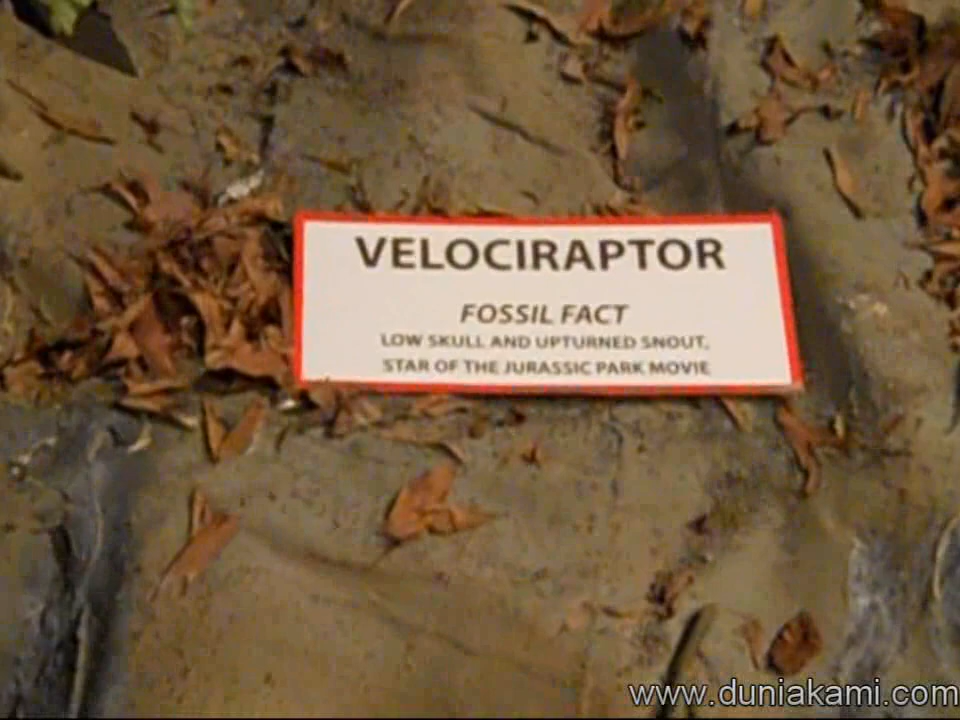 VELOCIRAPTOR
FOSSIL FACT
LOW SKULL AND UPTURNED SNOUT,
STAR OF THE JURASSIC PARK MOVIE
www.duniakami.com